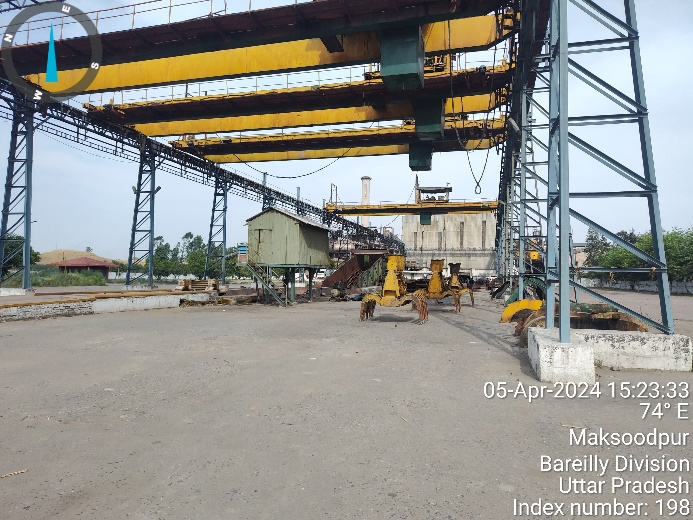 N
E
S
W
05-Apr-2024 15:23:33
74° E
Maksoodpur
Bareilly Division
Uttar Pradesh
Index number: 198